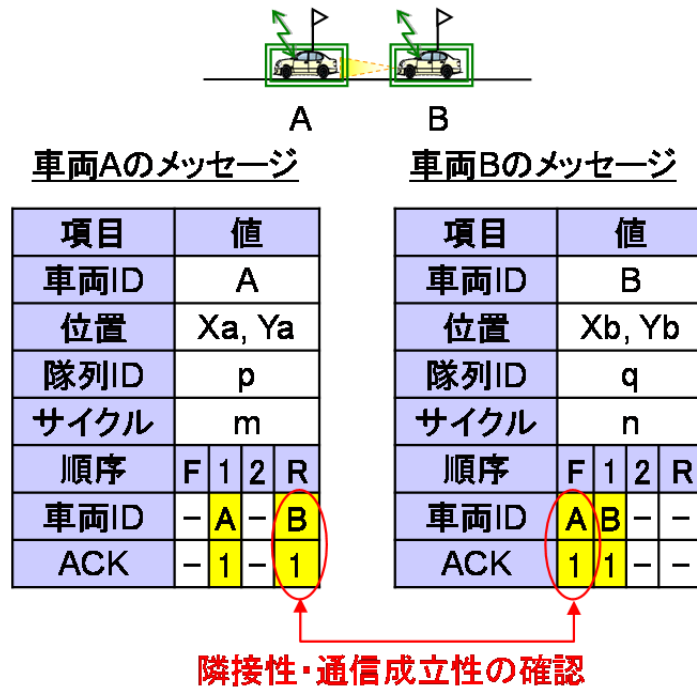 A B
車両Aのメッセージ
項目 値
車両ID A
位置 Xa, Ya
隊列ID p
サイクル m
順序 F 1 2 R
車両ID – A – B
ACK – 1 – 1
車両Bのメッセージ
項目 値
車両ID B
位置 Xb, Yb
隊列ID q
サイクル n
順序 F 1 2 R
車両ID A B – –
ACK 1 1 – –
隣接性・通信成立性の確認